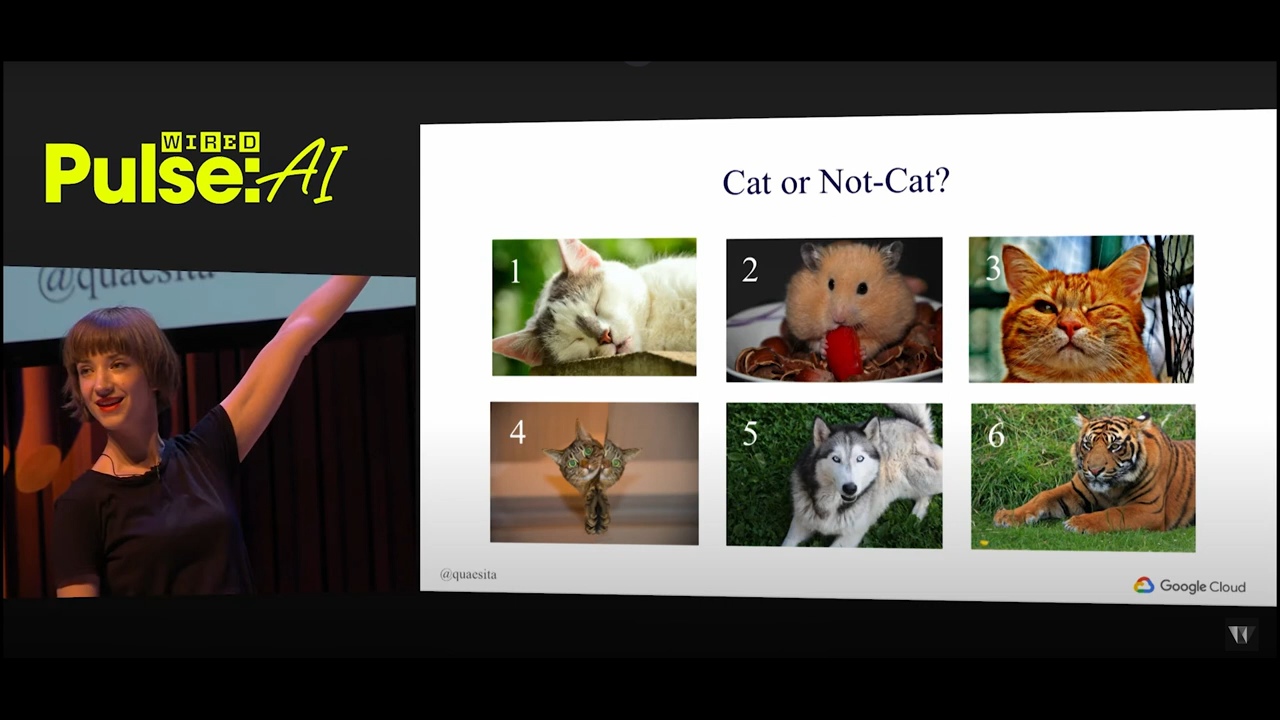 WIRED
Pulse:AI
@quaesita
Cat or Not-Cat?
1
2
3
4
5
6
@quaesita
Google Cloud